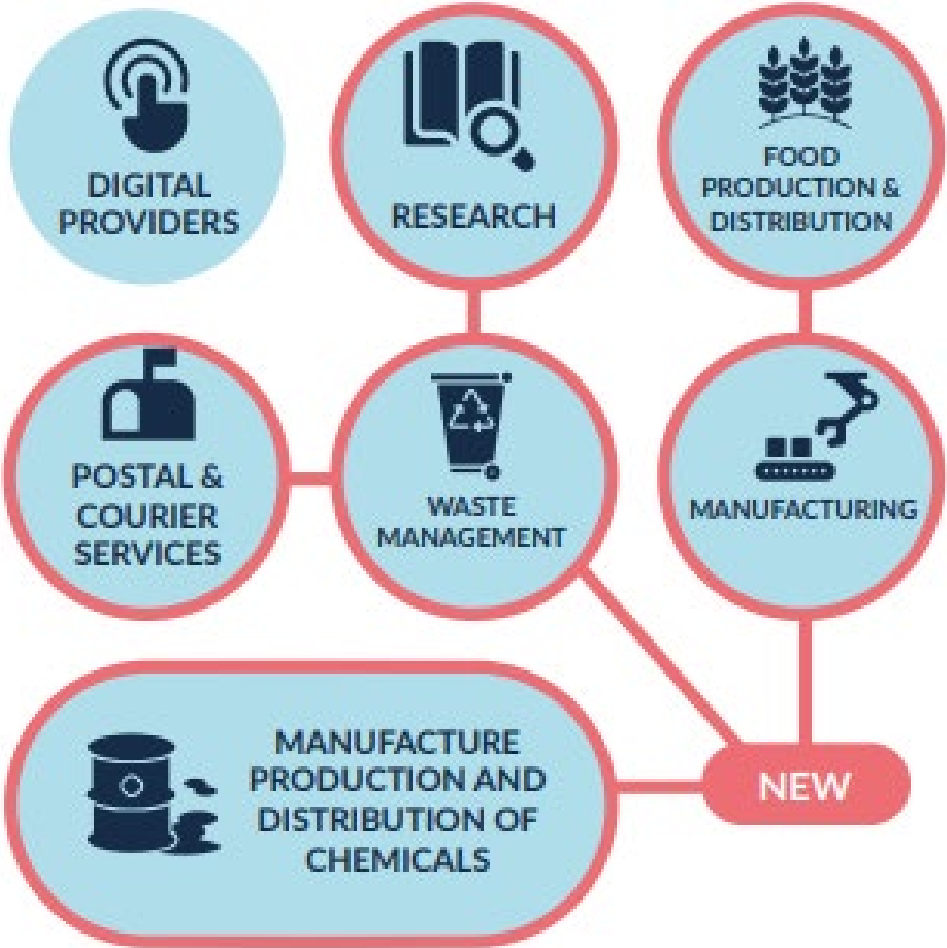 DIGITAL
PROVIDERS
RESEARCH
FOOD
PRODUCTION &
DISTRIBUTION
POSTAL &
COURIER
SERVICES
WASTE
MANAGEMENT
MANUFACTURING
MANUFACTURE
PRODUCTION AND
DISTRIBUTION OF
CHEMICALS
NEW